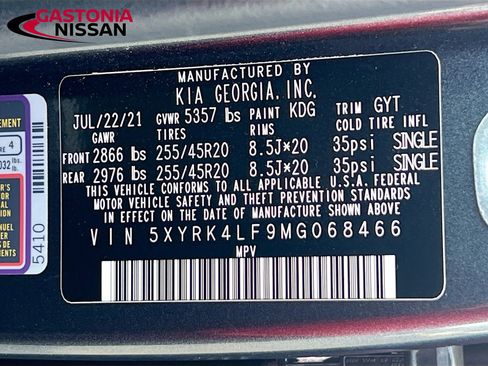 GASTONIA
NISSAN
MANUFACTURED BY
KIA GEORGIA, INC.
JUL/22/21 GVWR 5357 lbs PAINT KDG TRIM GYT
GAWR TIRES RIMS COLD TIRE INFL
FRONT 2866 lbs 255/45R20 8.5J×20 35psi SINGLE
REAR 2976 lbs 255/45R20 8.5J×20 35psi SINGLE
THIS VEHICLE CONFORMS TO ALL APPLICABLE U.S.A. FEDERAL
MOTOR VEHICLE SAFETY AND THEFT PREVENTION STANDARDS
IN EFFECT ON THE DATE OF MANUFACTURE SHOWN ABOVE
VIN 5XYRK4LF9MG068466
MPV
5410